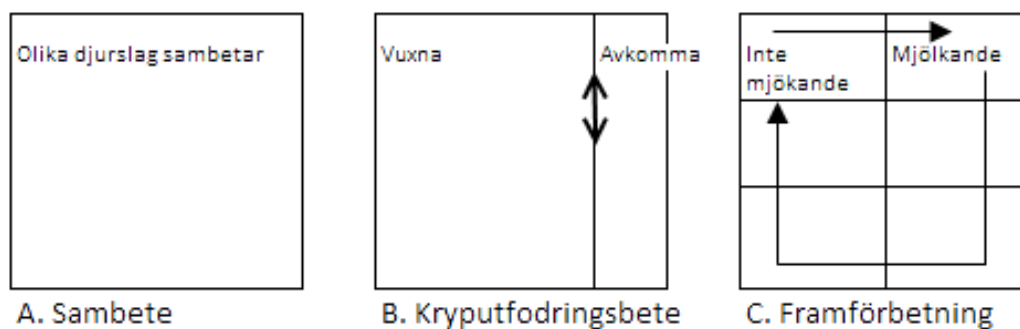 Olika djurslag sambetar
Vuxna
Avkomma
Inte
mjökande
Mjölkande
A. Sambete
B. Kryputfodringsbete
C. Framförbetning